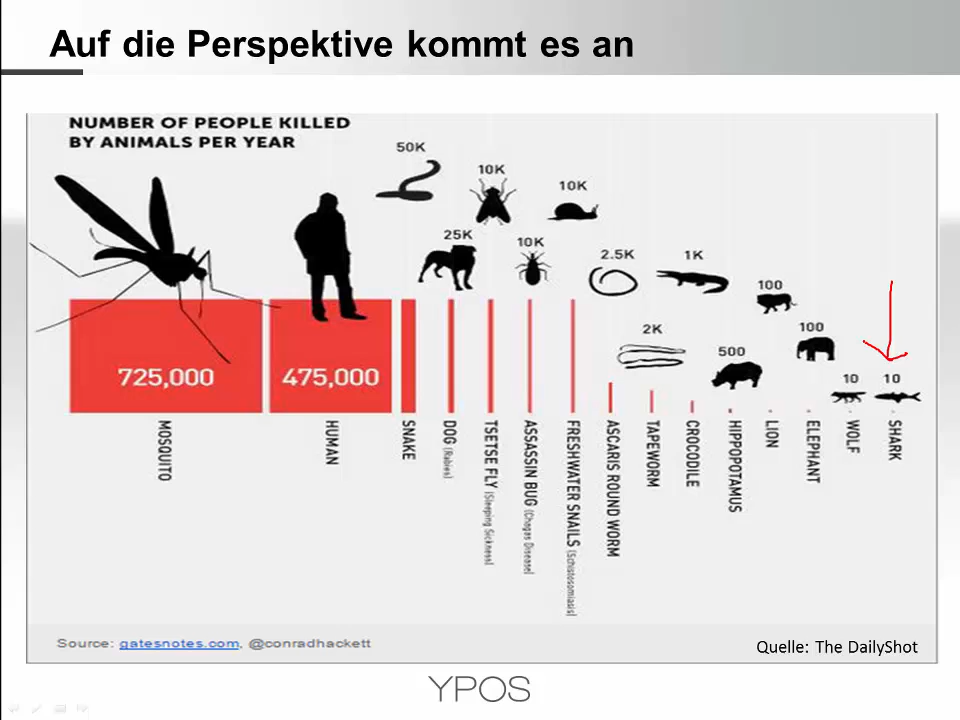 Auf die Perspektive kommt es an
NUMBER OF PEOPLE KILLED
BY ANIMALS PER YEAR
50K
10K
10K
25K
10K
2.5K
1K
100
2K
100
500
10
10
725,000
475,000
MOSQUITO
HUMAN
SNAKE
DOG (Rabies)
TSETSE FLY (Sleeping Sickness)
ASSASSIN BUG (Chagas Disease)
FRESHWATER SNAILS (Schistosomiasis)
ASCARIS ROUND WORM
TAPEWORM
CROCODILE
HIPPOPOTAMUS
LION
ELEPHANT
WOLF
SHARK
Source: gatesnotes.com, @conradhackett
Quelle: The DailyShot
YPOS